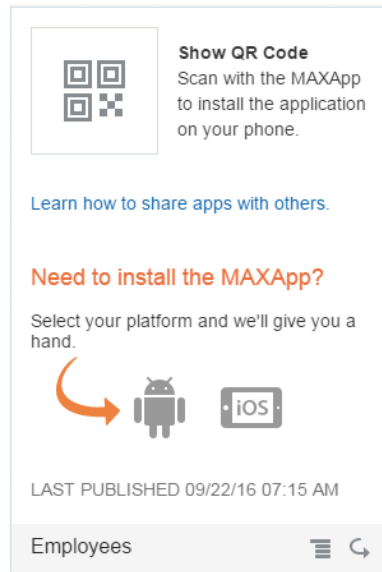 Show QR Code
Scan with the MAXApp
to install the application
on your phone.
Learn how to share apps with others.
Need to install the MAXApp?
Select your platform and we'll give you a
hand.
iOS
LAST PUBLISHED 09/22/16 07:15 AM
Employees